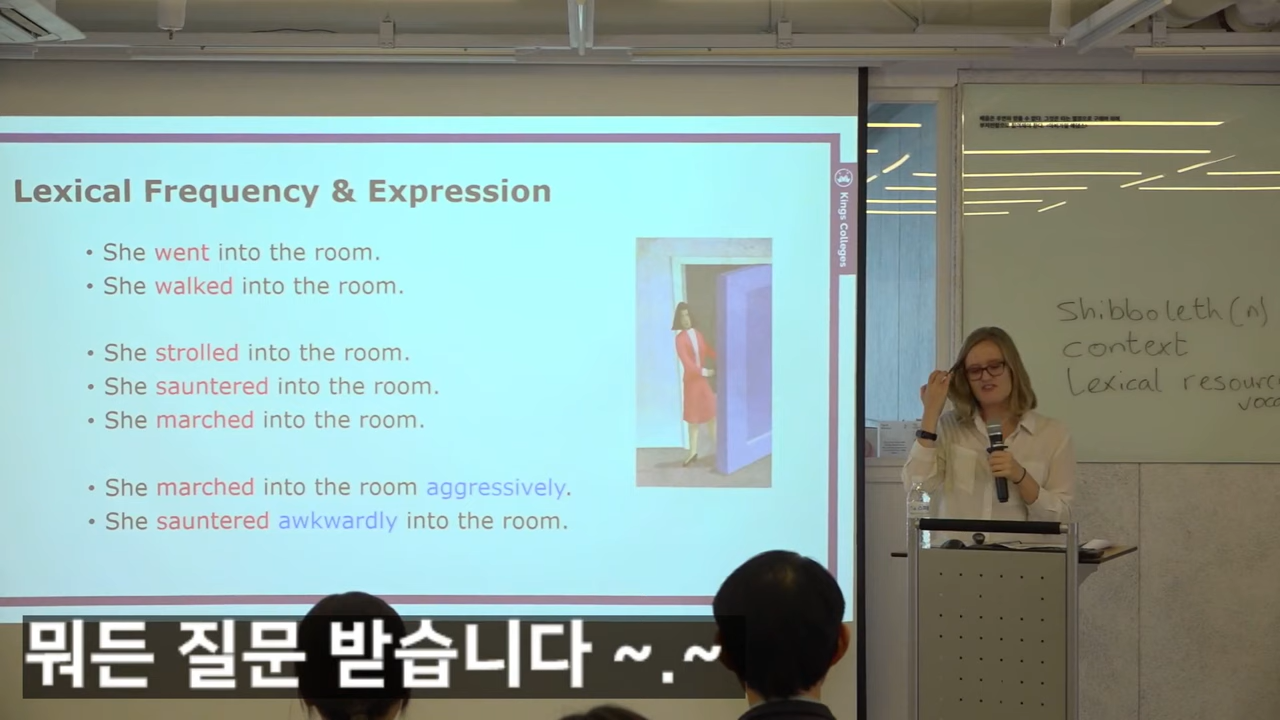 Lexical Frequency & Expression
• She went into the room.
• She walked into the room.
• She strolled into the room.
• She sauntered into the room.
• She marched into the room.
• She marched into the room aggressively.
• She sauntered awkwardly into the room.
Kings Colleges
Shibboleth (n)
context
Lexical resourc
voca
뭐든 질문 받습니다 ~.~